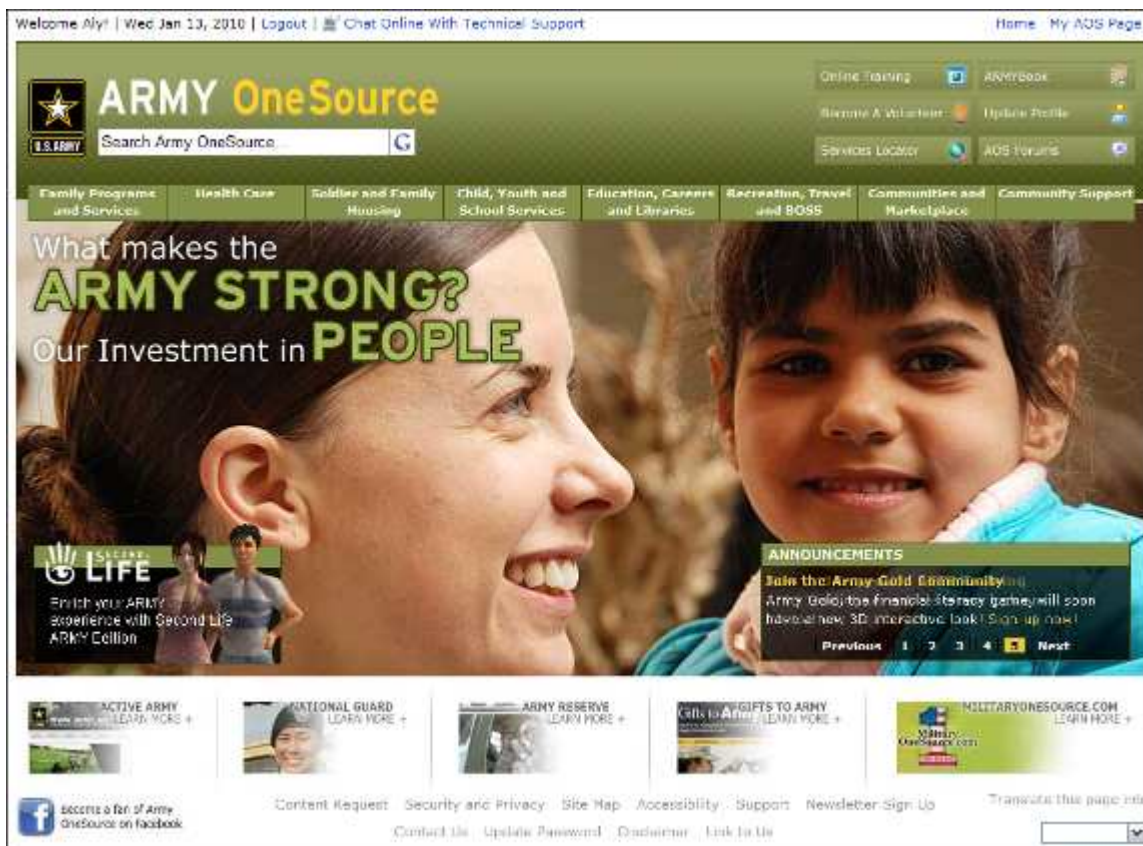 Welcome Aly! | Wed Jan 13, 2010 | Logout | Chat Online With Technical Support
Home My AOS Page
ARMY OneSource
U.S.ARMY
Search Army OneSource...
G
Online Training ARMYBook
Become A Volunteer Update Profile
Services Locator AOS Forums
Family Programs and Services
Health Care
Soldier and Family Housing
Child, Youth and School Services
Education, Careers and Libraries
Recreation, Travel and BOSS
Communities and Marketplace
Community Support
What makes the
ARMY STRONG?
Our Investment in PEOPLE
SECOND
LIFE
Enrich your ARMY
experience with Second Life
ARMY Edition
ANNOUNCEMENTS
Join the Army Gold Community
Army Gold, the financial literacy game, will soon
have a new 3D interactive look! Sign up now!
Previous 1 2 3 4 5 Next
ACTIVE ARMY
LEARN MORE +
NATIONAL GUARD
LEARN MORE +
ARMY RESERVE
LEARN MORE +
Gifts to Army
GIFTS TO ARMY
LEARN MORE +
Military
OneSource.com
MILITARYONESOURCE.COM
LEARN MORE +
Become a fan of Army
OneSource on Facebook
Content Request Security and Privacy Site Map Accessibility Support Newsletter Sign Up
Contact Us Update Password Disclaimer Link to Us
Translate this page into